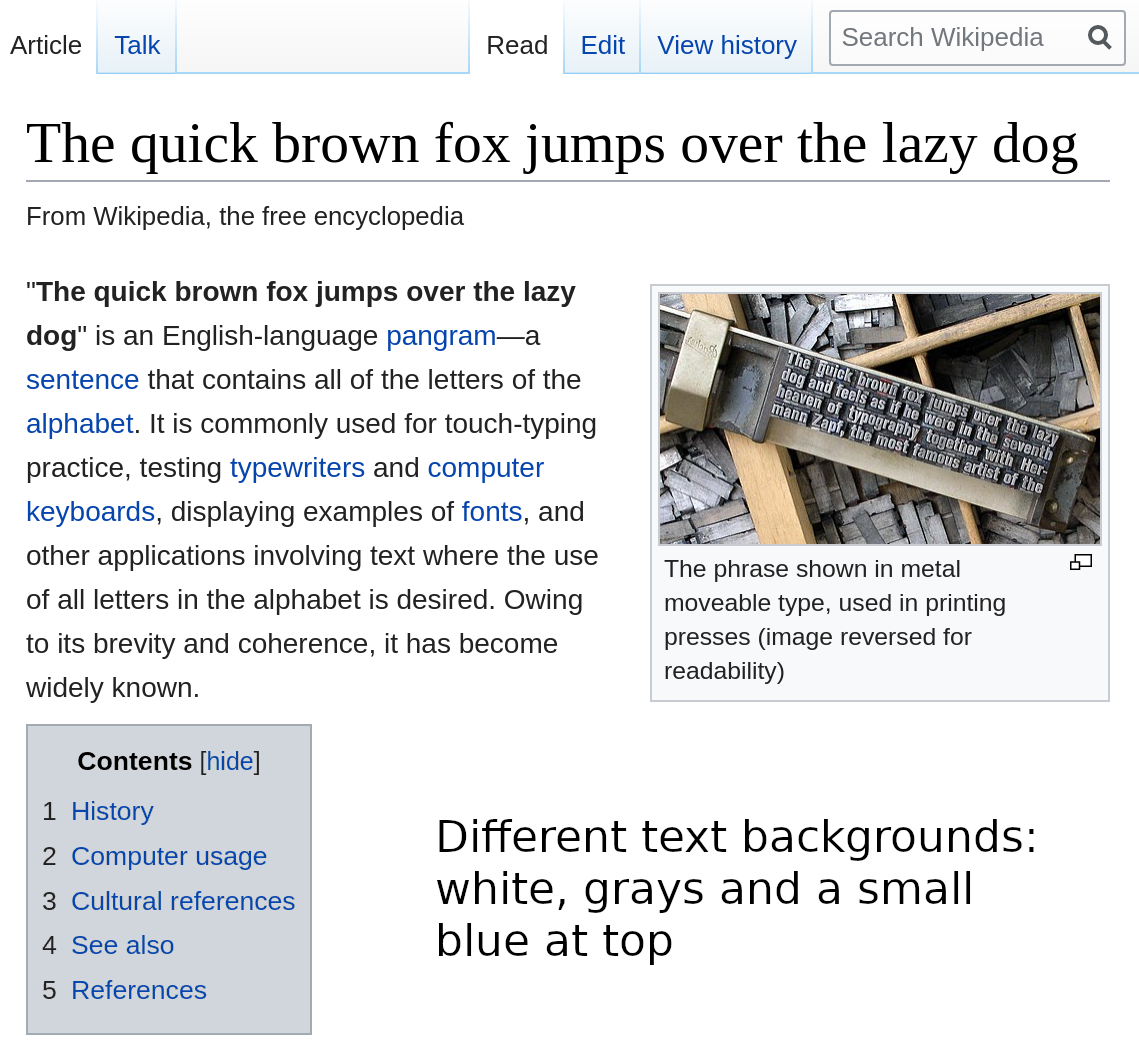 Article Talk Read Edit View history Search Wikipedia
The quick brown fox jumps over the lazy dog
From Wikipedia, the free encyclopedia
"The quick brown fox jumps over the lazy
dog" is an English-language pangram—a
sentence that contains all of the letters of the
alphabet. It is commonly used for touch-typing
practice, testing typewriters and computer
keyboards, displaying examples of fonts, and
other applications involving text where the use
of all letters in the alphabet is desired. Owing
to its brevity and coherence, it has become
widely known.
The quick brown fox jumps over the lazy
dog and feels as if he were in the seventh
heaven of typography together with Her-
mann Zapf, the most famous artist of the
The phrase shown in metal
moveable type, used in printing
presses (image reversed for
readability)
Contents [hide]
1 History
2 Computer usage
3 Cultural references
4 See also
5 References
Different text backgrounds:
white, grays and a small
blue at top